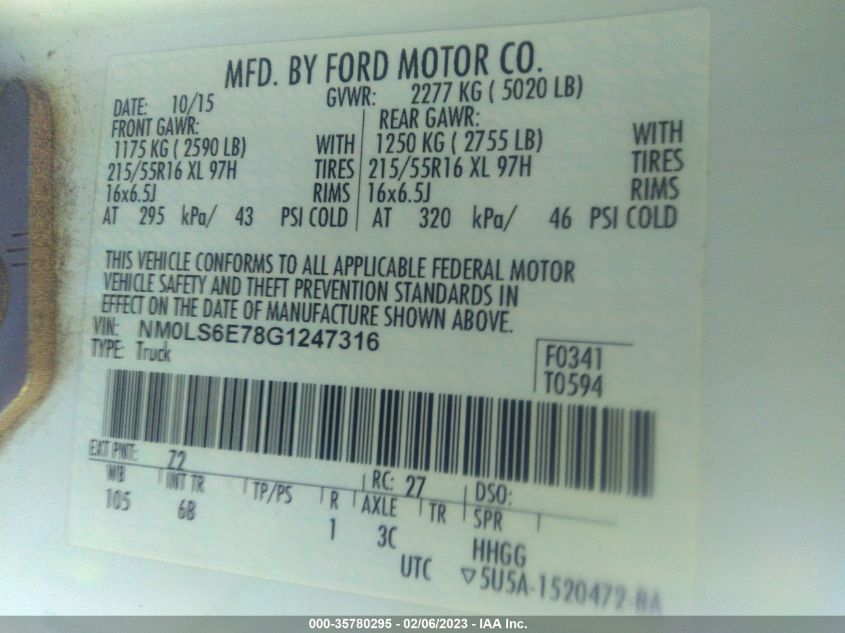 MFD. BY FORD MOTOR CO.
DATE: 10/15 GVWR: 2277 KG ( 5020 LB)
FRONT GAWR: REAR GAWR:
1175 KG ( 2590 LB) WITH 1250 KG ( 2755 LB) WITH
215/55R16 XL 97H TIRES 215/55R16 XL 97H TIRES
16x6.5J RIMS 16x6.5J RIMS
AT 295 kPa/ 43 PSI COLD AT 320 kPa/ 46 PSI COLD
THIS VEHICLE CONFORMS TO ALL APPLICABLE FEDERAL MOTOR
VEHICLE SAFETY AND THEFT PREVENTION STANDARDS IN
EFFECT ON THE DATE OF MANUFACTURE SHOWN ABOVE.
VIN: NM0LS6E78G1247316
TYPE: Truck
F0341
T0594
EXT PNT: Z2 RC: 27 DSO:
WB INT TR TP/PS R AXLE TR SPR
105 6B 1 3C HHGG
UTC ▽5U5A-1520472-BA
000-35780295 - 02/06/2023 - IAA Inc.